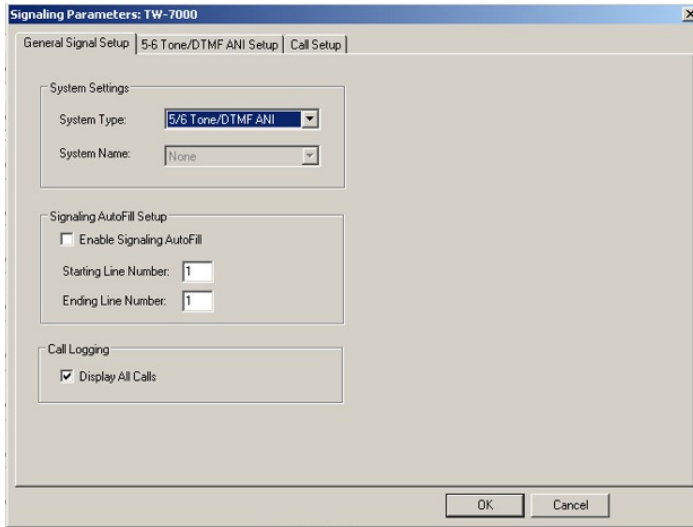 Signaling Parameters: TW-7000
General Signal Setup 5-6 Tone/DTMF ANI Setup Call Setup
System Settings
System Type: 5/6 Tone/DTMF ANI
System Name: None
Signaling AutoFill Setup
Enable Signaling AutoFill
Starting Line Number: 1
Ending Line Number: 1
Call Logging
Display All Calls
OK Cancel